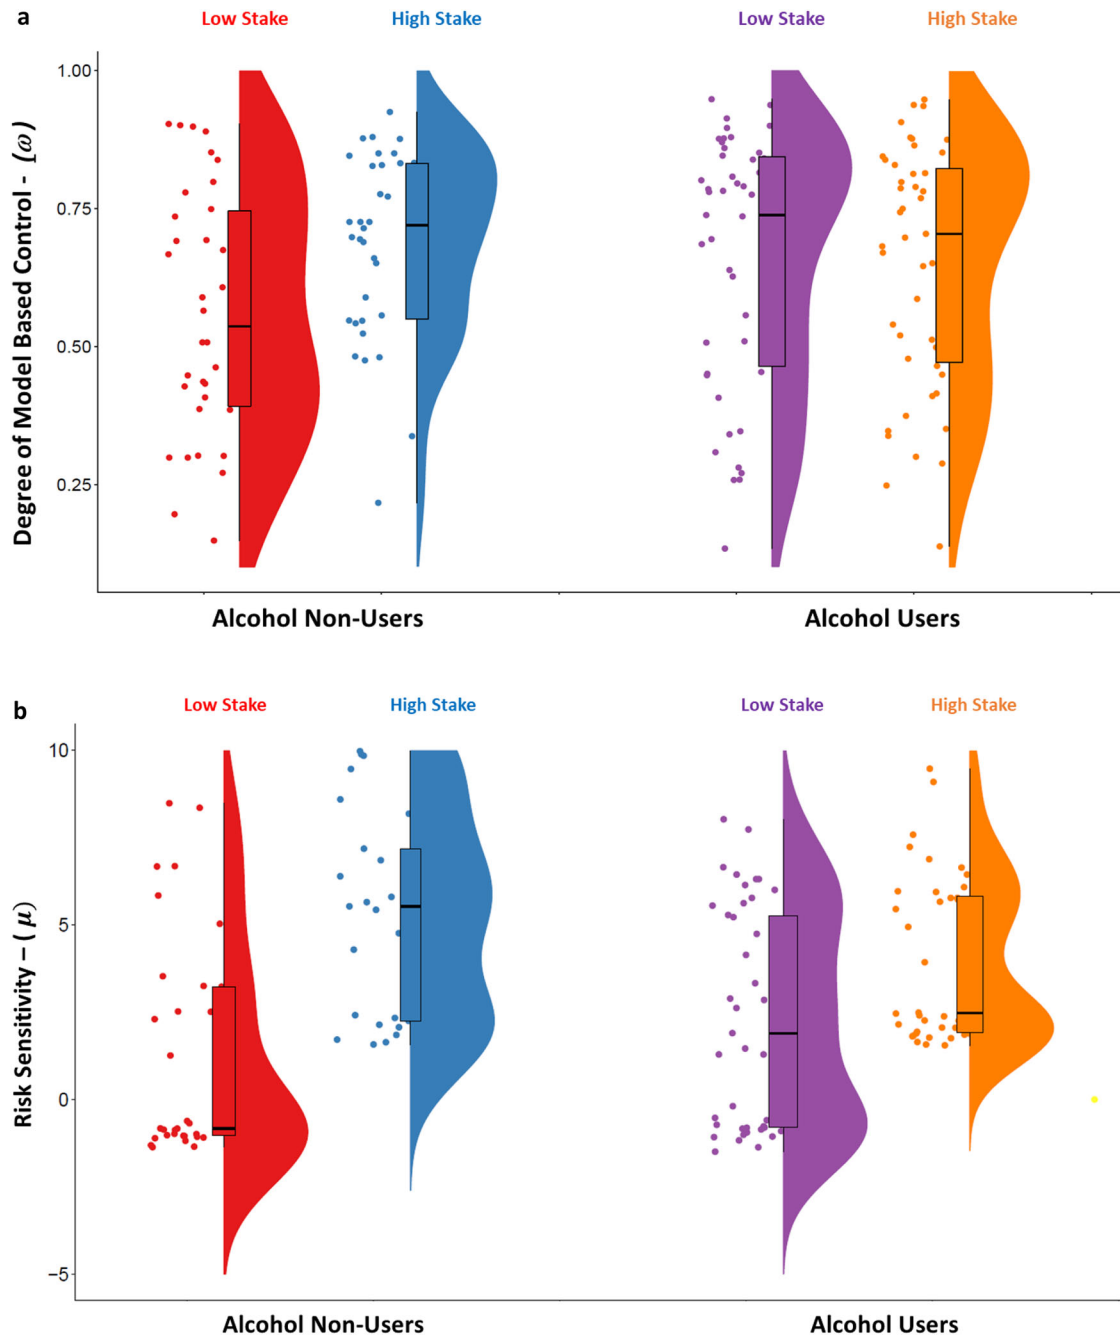 a
Low Stake High Stake Low Stake High Stake
Degree of Model Based Control - (ω)
1.00
0.75
0.50
0.25
Alcohol Non-Users Alcohol Users
b
Low Stake High Stake Low Stake High Stake
Risk Sensitivity – ( μ)
10
5
0
−5
Alcohol Non-Users Alcohol Users